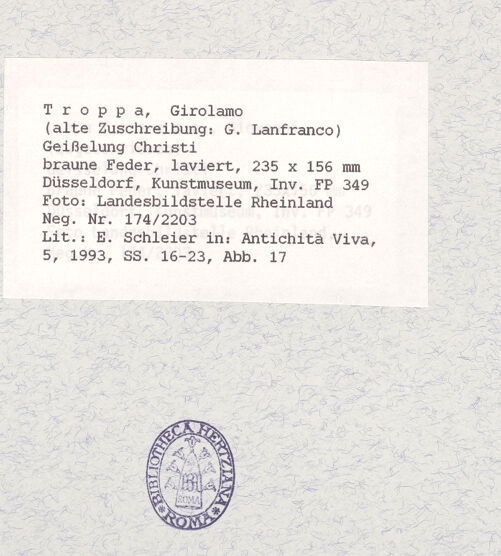 T r o p p a, Girolamo
(alte Zuschreibung: G. Lanfranco)
Geißelung Christi
braune Feder, laviert, 235 x 156 mm
Düsseldorf, Kunstmuseum, Inv. FP 349
Foto: Landesbildstelle Rheinland
Neg. Nr. 174/2203
Lit.: E. Schleier in: Antichità Viva,
5, 1993, SS. 16-23, Abb. 17
BIBLIOTHECA HERTZIANA
ROMA
ROMA